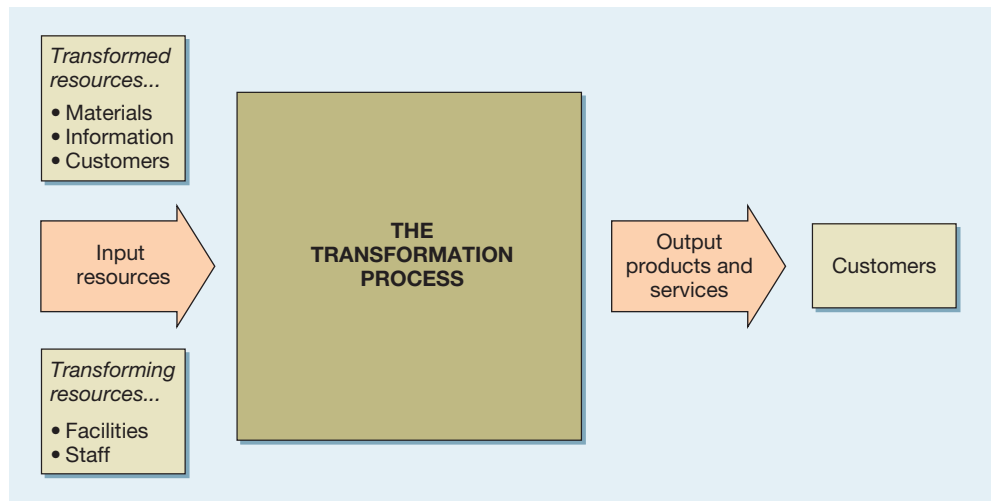 Transformed
resources...
• Materials
• Information
• Customers
Input
resources
Transforming
resources...
• Facilities
• Staff
THE
TRANSFORMATION
PROCESS
Output
products and
services
Customers